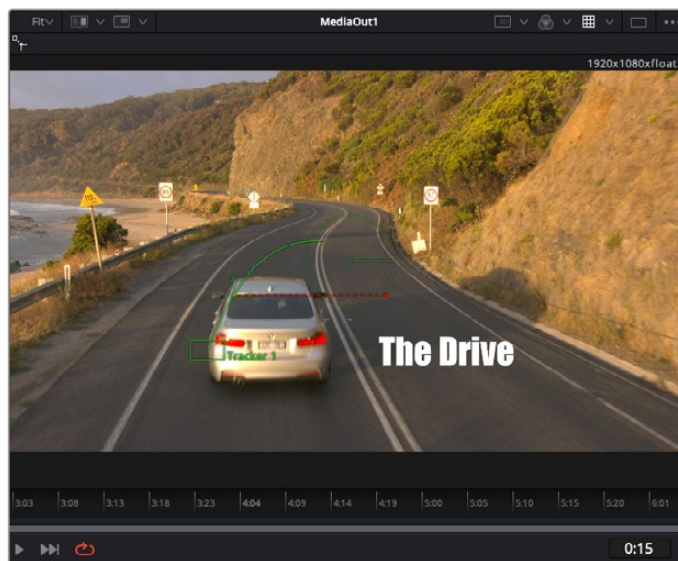 Fit
MediaOut1
1920x1080xfloat
Tracker 1
The Drive
3:03 3:08 3:13 3:18 3:23 4:04 4:09 4:14 4:19 5:00 5:05 5:10 5:15 5:20 6:01
0:15